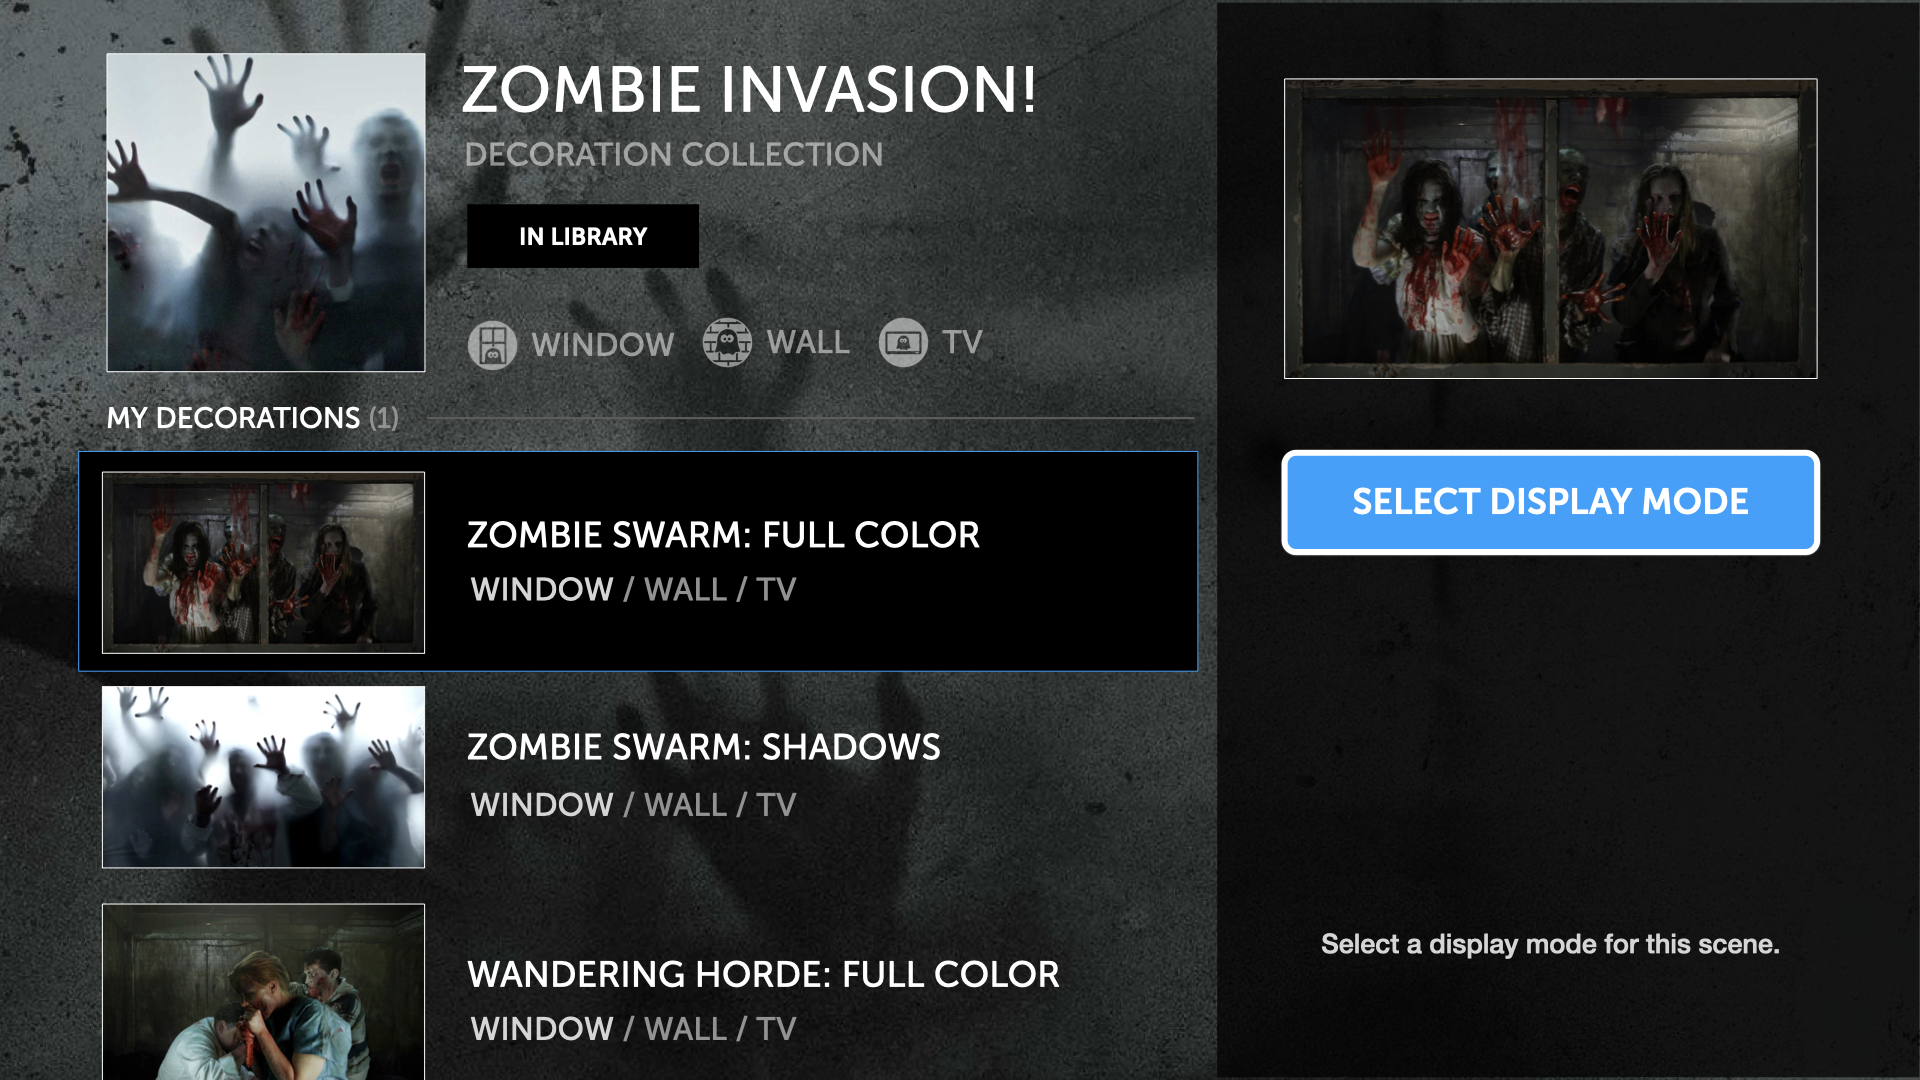 ZOMBIE INVASION!
DECORATION COLLECTION
IN LIBRARY
WINDOW WALL TV
MY DECORATIONS (1)
ZOMBIE SWARM: FULL COLOR
WINDOW / WALL / TV
ZOMBIE SWARM: SHADOWS
WINDOW / WALL / TV
WANDERING HORDE: FULL COLOR
WINDOW / WALL / TV
SELECT DISPLAY MODE
Select a display mode for this scene.